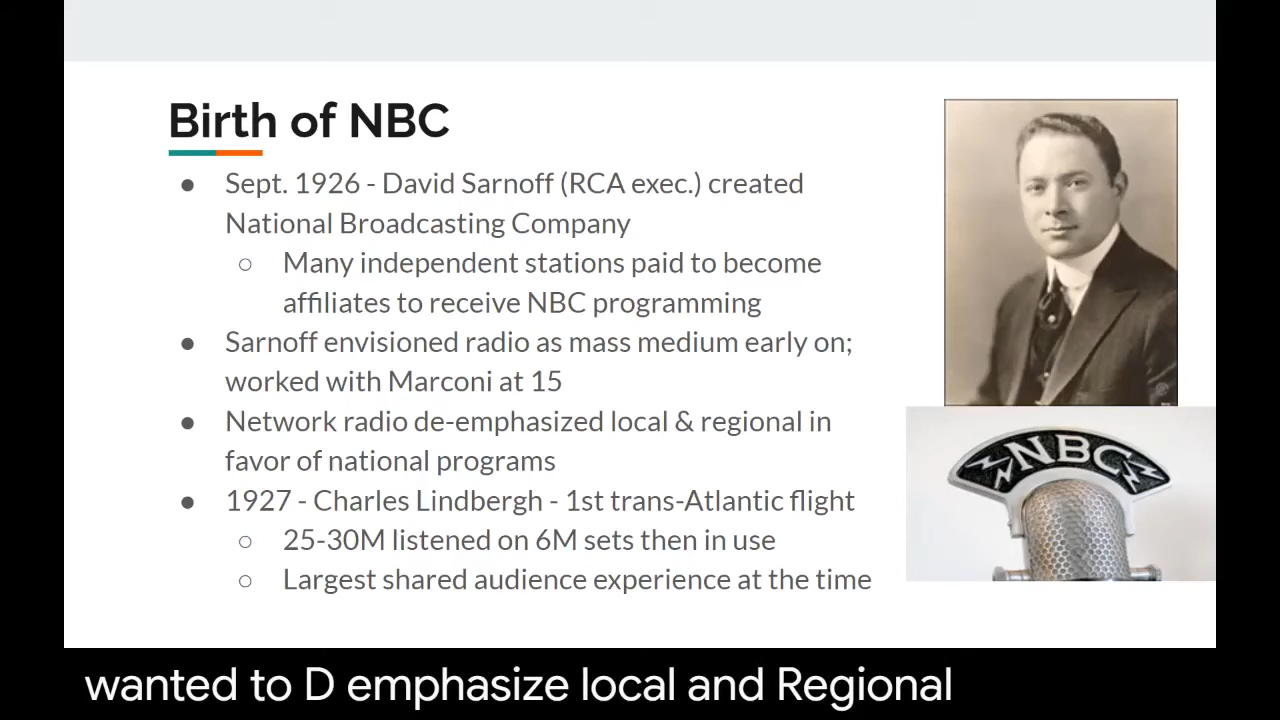 Birth of NBC
● Sept. 1926 - David Sarnoff (RCA exec.) created
National Broadcasting Company
○ Many independent stations paid to become
affiliates to receive NBC programming
● Sarnoff envisioned radio as mass medium early on;
worked with Marconi at 15
● Network radio de-emphasized local & regional in
favor of national programs
● 1927 - Charles Lindbergh - 1st trans-Atlantic flight
○ 25-30M listened on 6M sets then in use
○ Largest shared audience experience at the time
NBC
wanted to D emphasize local and Regional